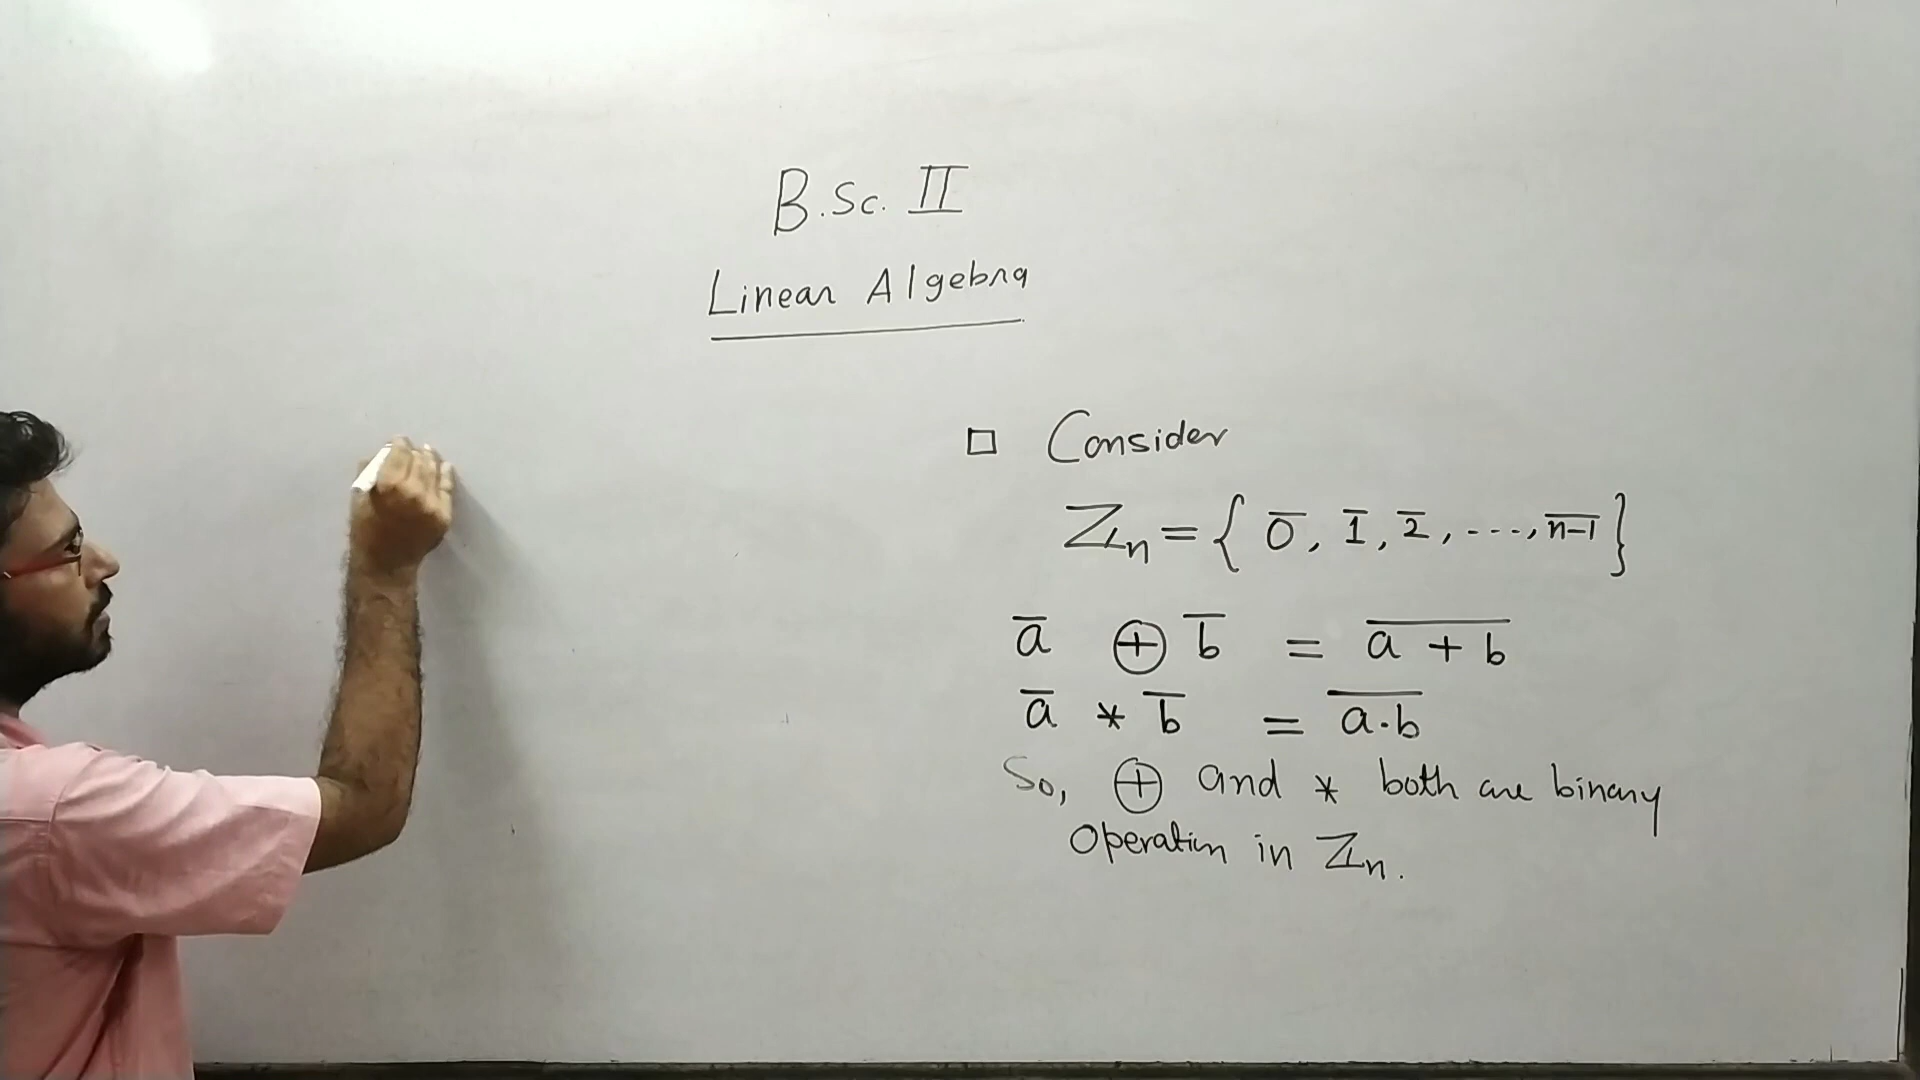 B.Sc. II
Linear Algebra
□ Consider
ℤn = { 0̅, 1̅, 2̅, ...., n̅-̅1̅ }
a̅ ⊕ b̅ = a̅ ̅+̅ ̅b̅
a̅ * b̅ = a̅.̅b̅
So, ⊕ and * both are binary
operation in ℤn.